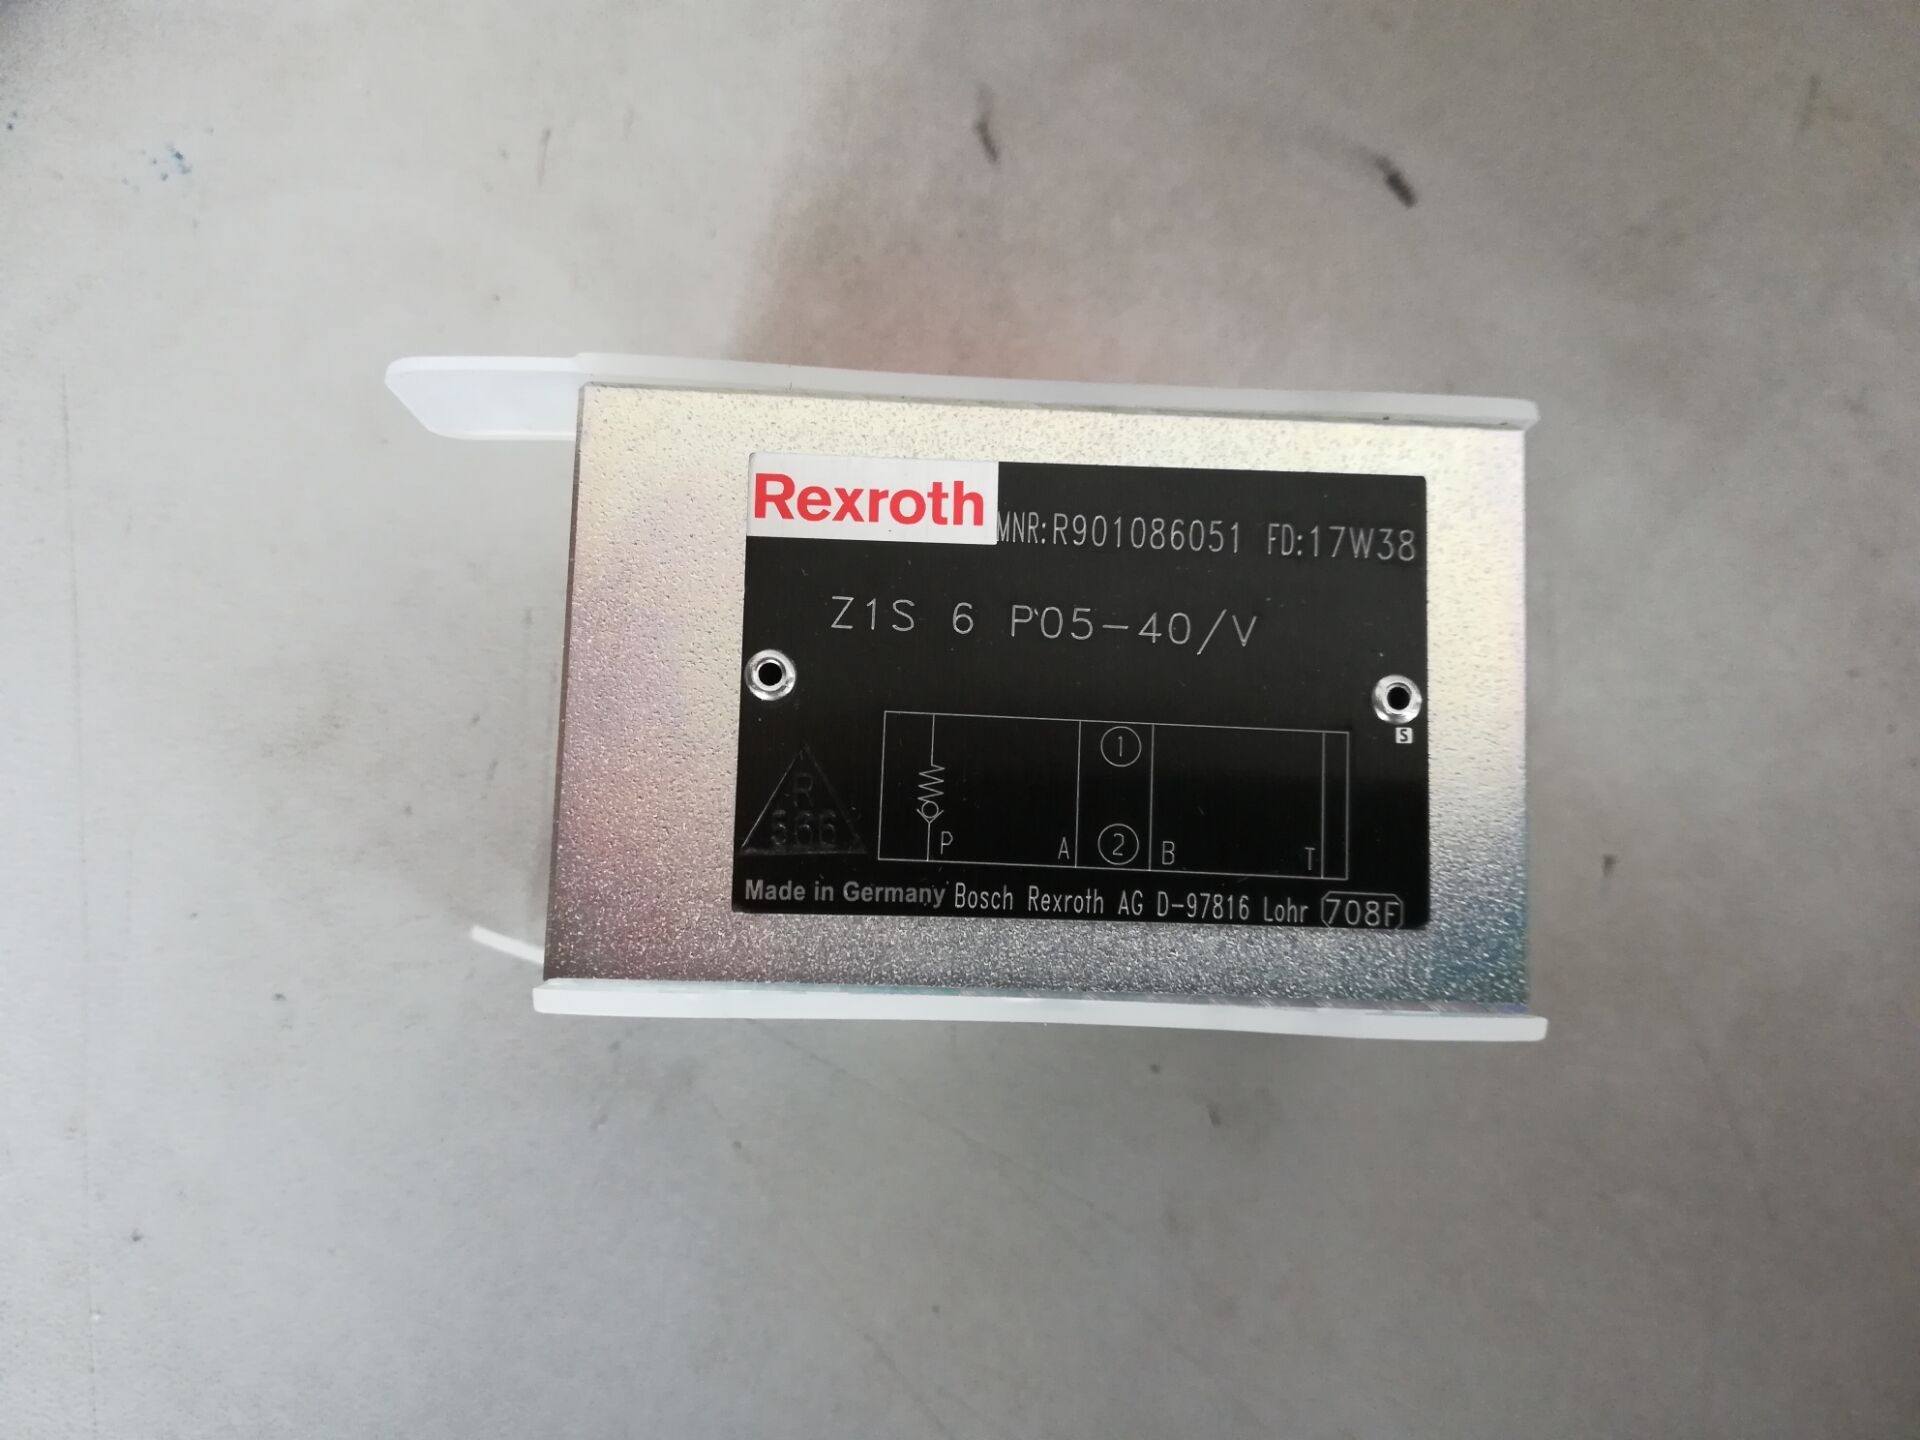 Rexroth MNR:R901086051 FD:17W38
Z1S 6 P05-40/V
S
1
R
566
P A 2 B T
Made in Germany Bosch Rexroth AG D-97816 Lohr 708F